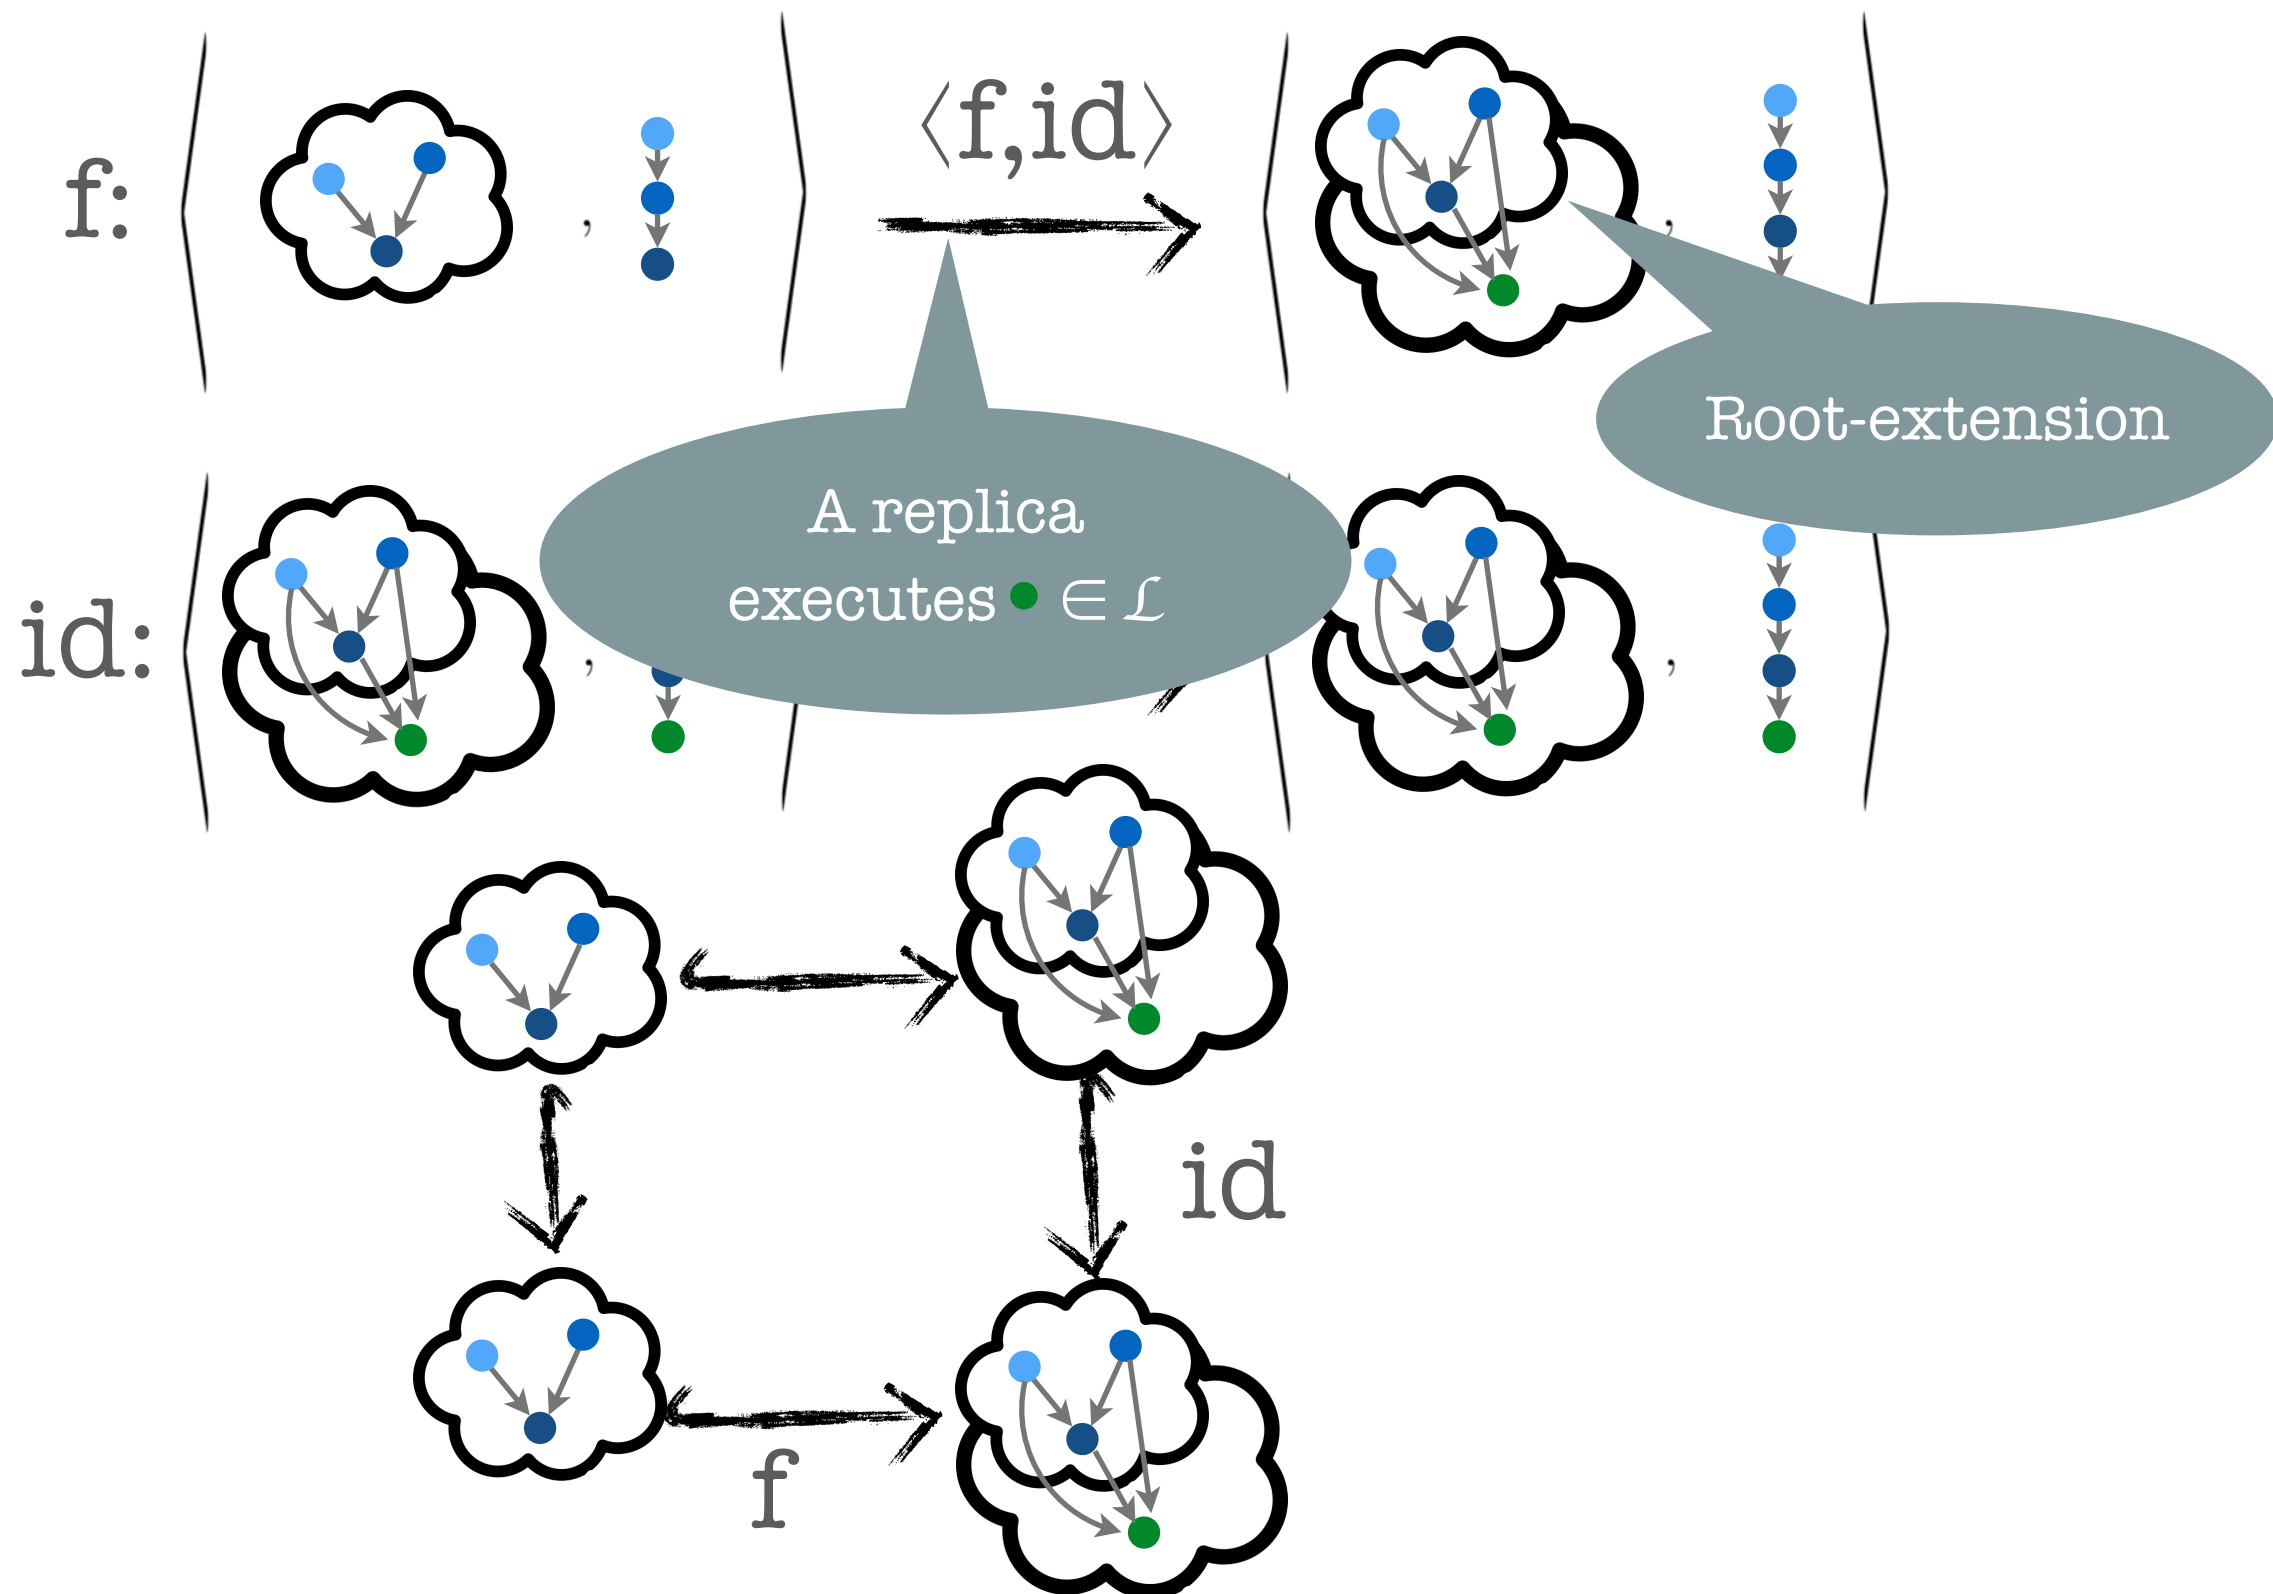 f:
,
⟨f,id⟩
,
Root-extension
id:
,
A replica
executes ∈ ℒ
,
id
f